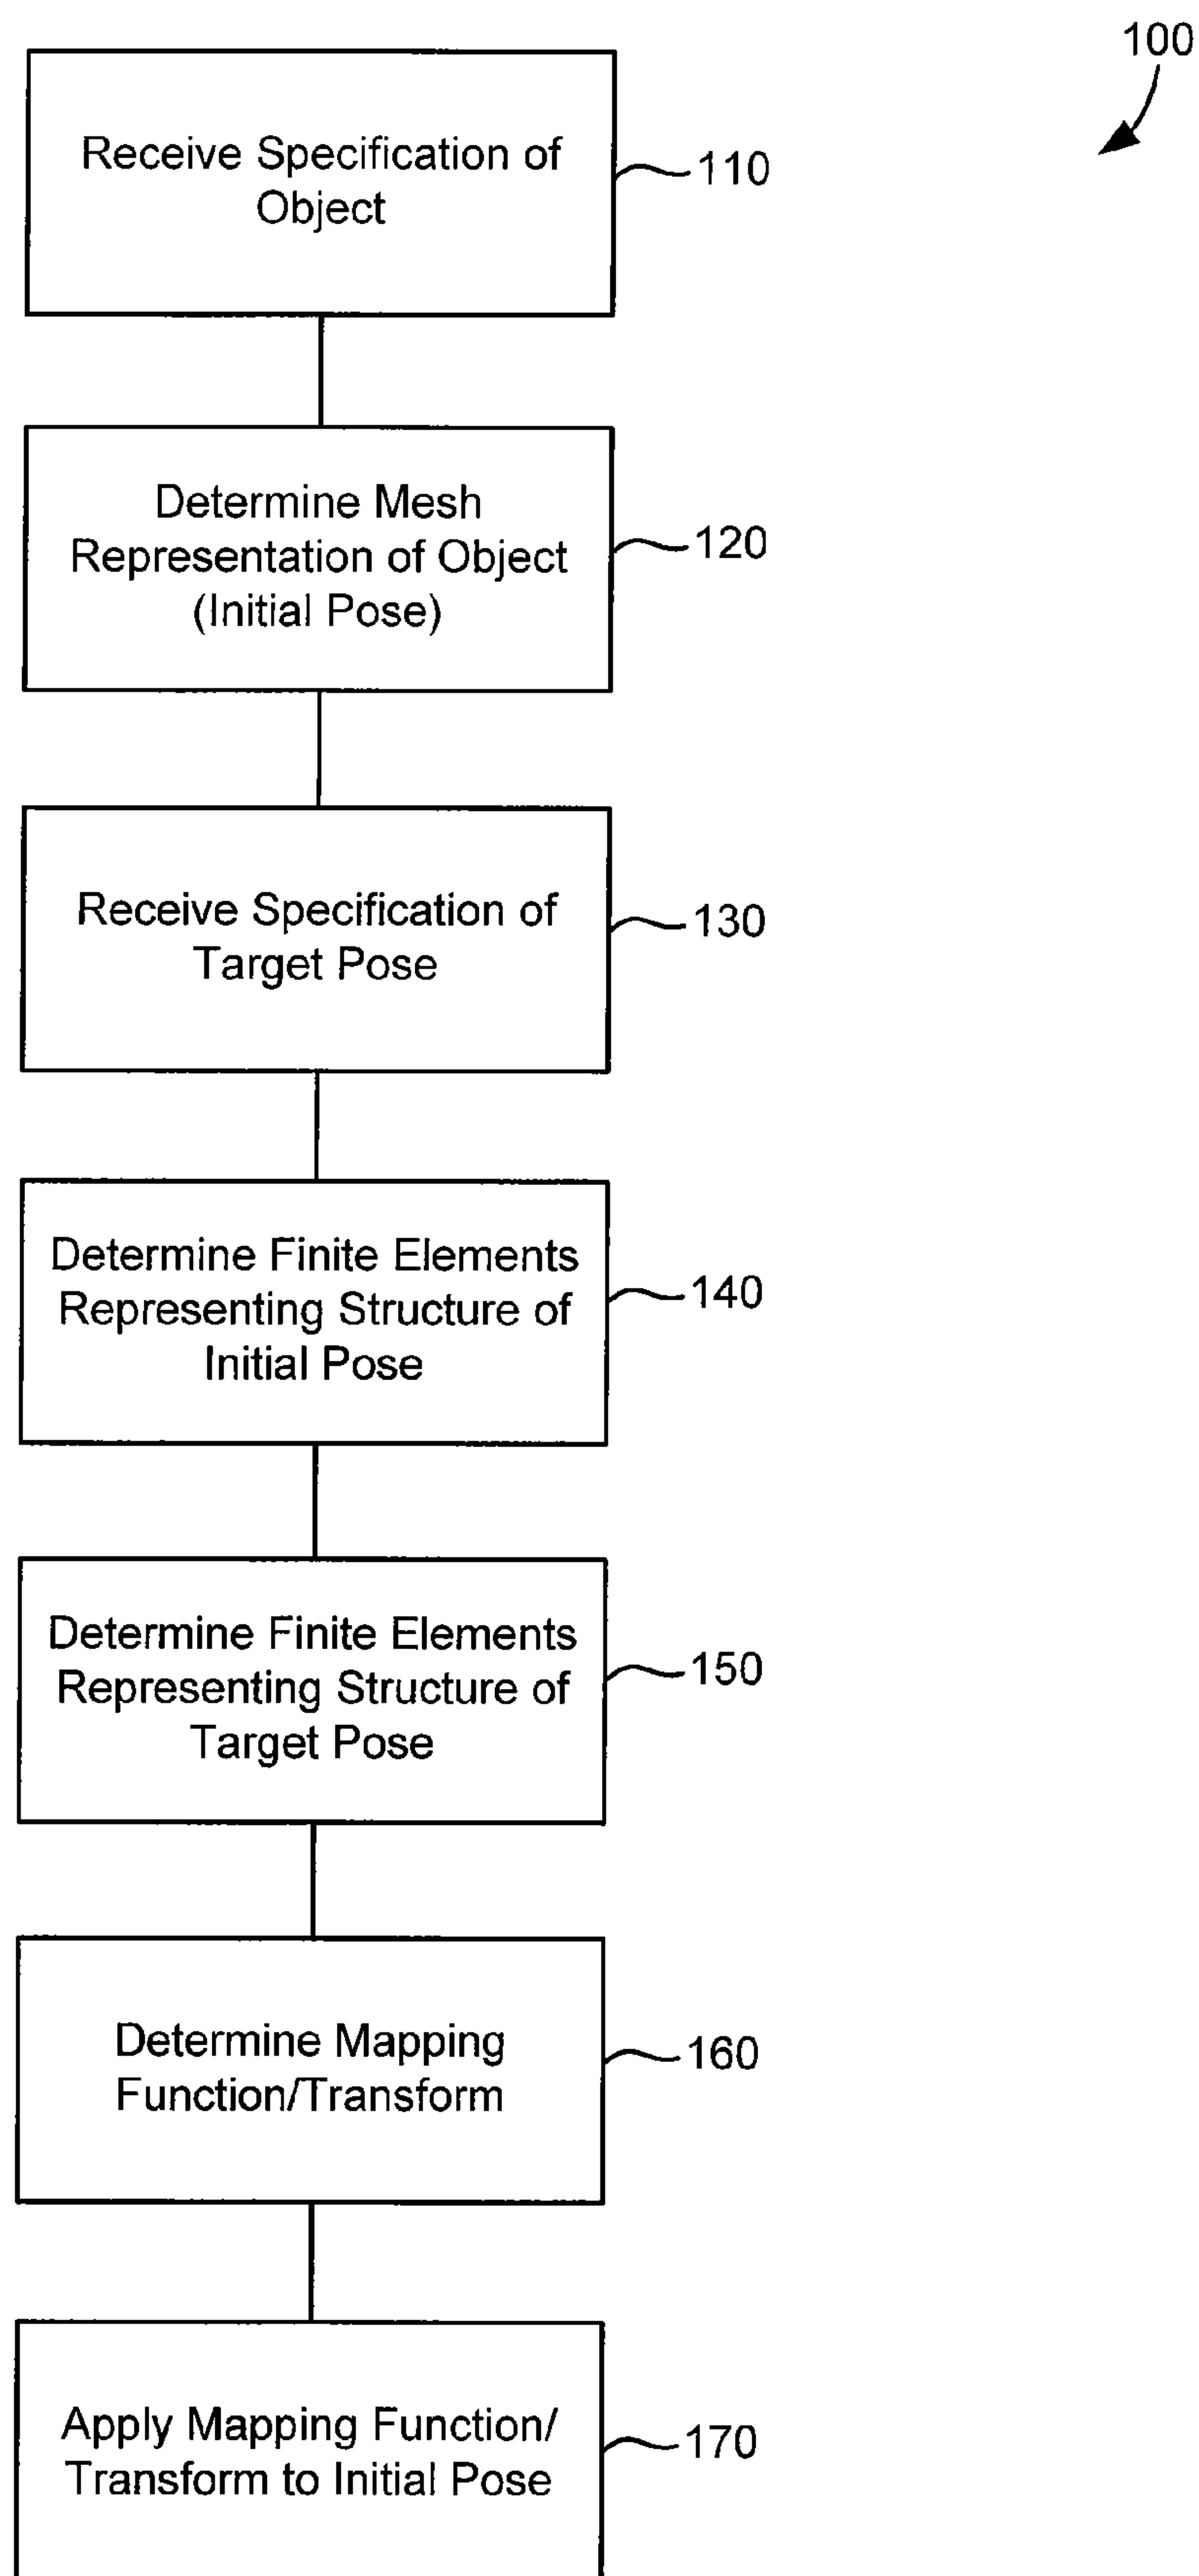 100
Receive Specification of
Object
110
Determine Mesh
Representation of Object
(Initial Pose)
120
Receive Specification of
Target Pose
130
Determine Finite Elements
Representing Structure of
Initial Pose
140
Determine Finite Elements
Representing Structure of
Target Pose
150
Determine Mapping
Function/Transform
160
Apply Mapping Function/
Transform to Initial Pose
170